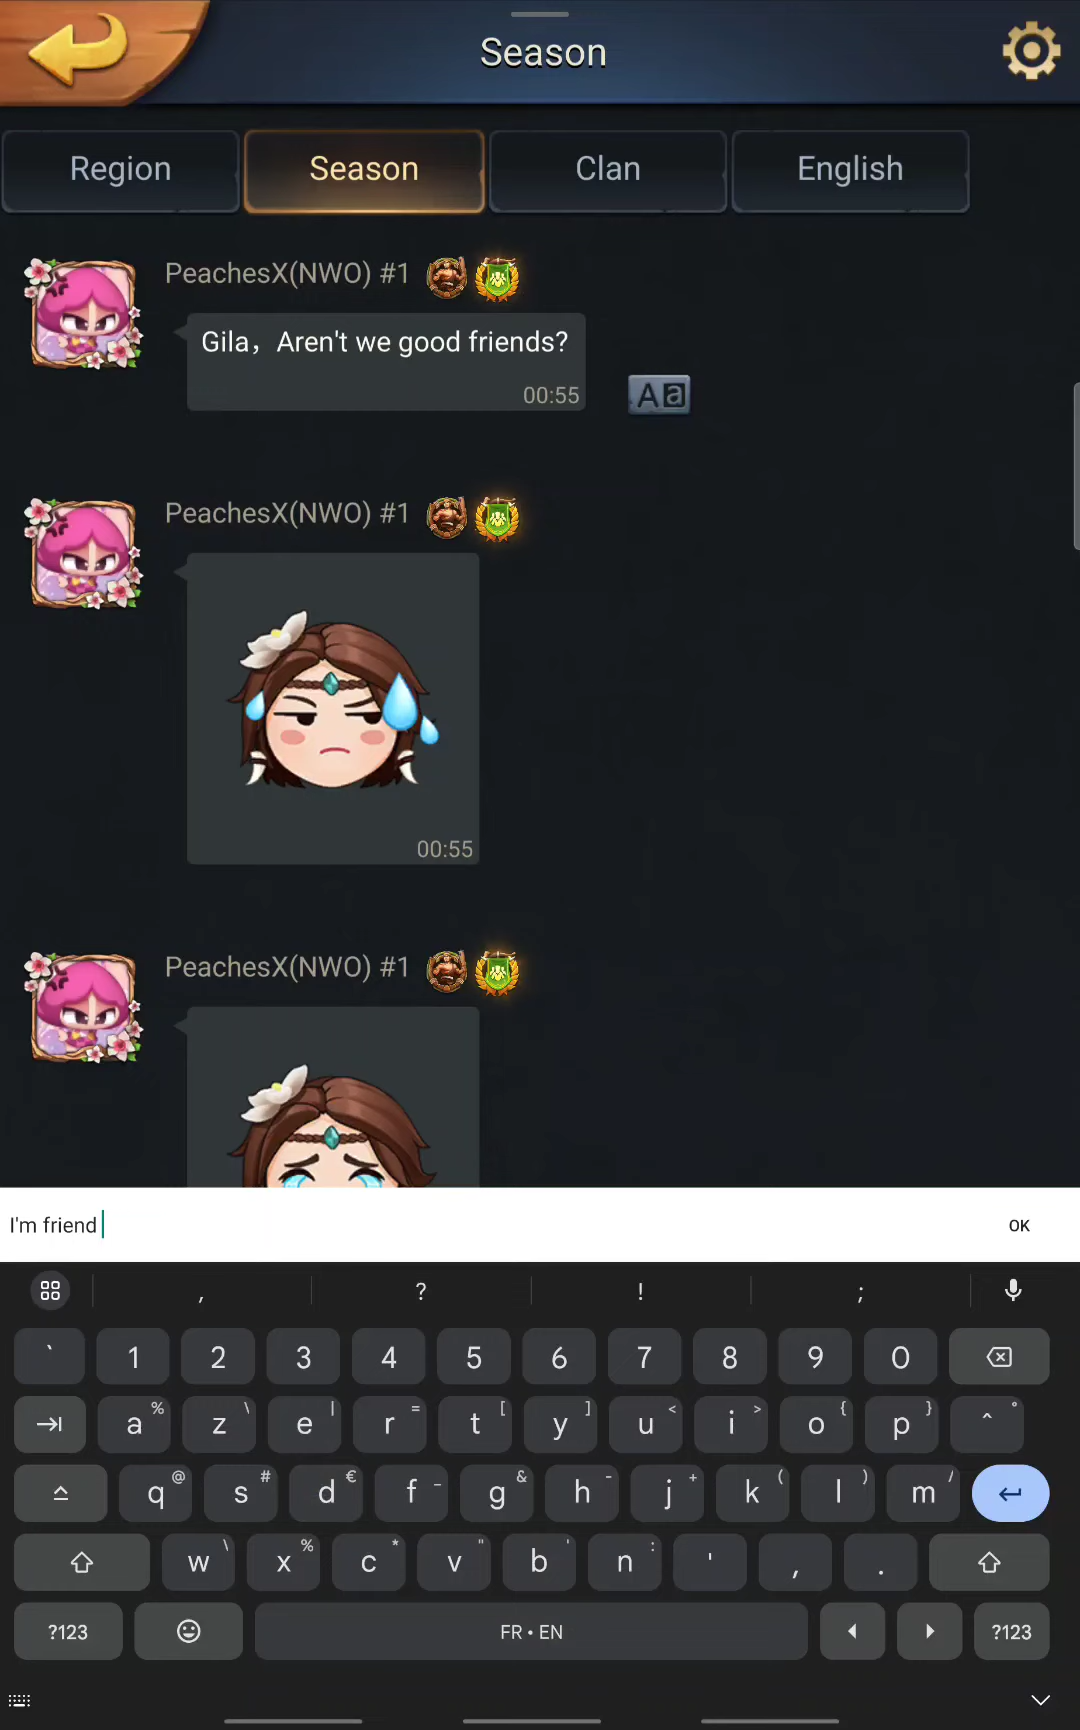 Season
Region
Season
Clan
English
PeachesX(NWO) #1
Gila，Aren't we good friends?
00:55
Aa
PeachesX(NWO) #1
00:55
PeachesX(NWO) #1
I'm friend
OK
, ? ! ;
` 1 2 3 4 5 6 7 8 9 0
a % z \ e | r = t [ y ] u < i > o { p } ^ °
q @ s # d € f _ g & h - j + k ( l ) m /
w \ x % c * v " b ' n : ' , .
?123 FR • EN ?123